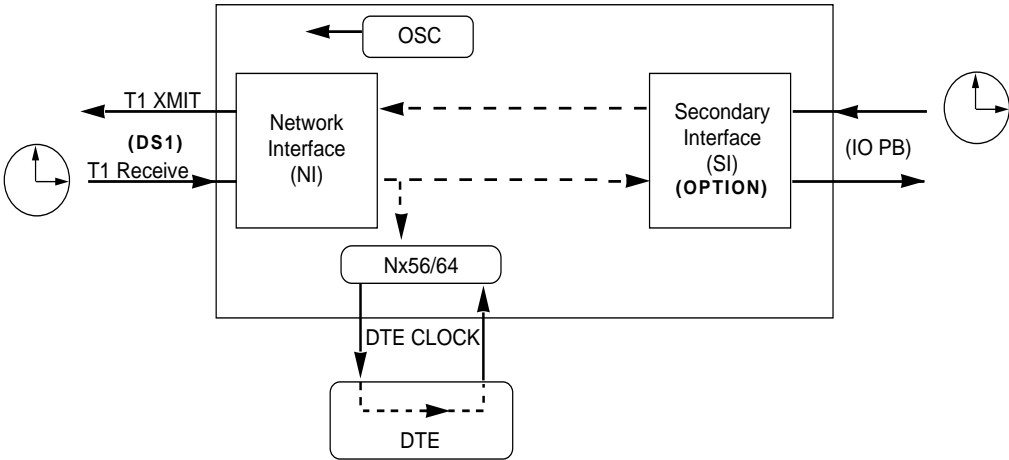 OSC
T1 XMIT
(DS1)
T1 Receive
Network
Interface
(NI)
Secondary
Interface
(SI)
(OPTION)
(IO PB)
Nx56/64
DTE CLOCK
DTE